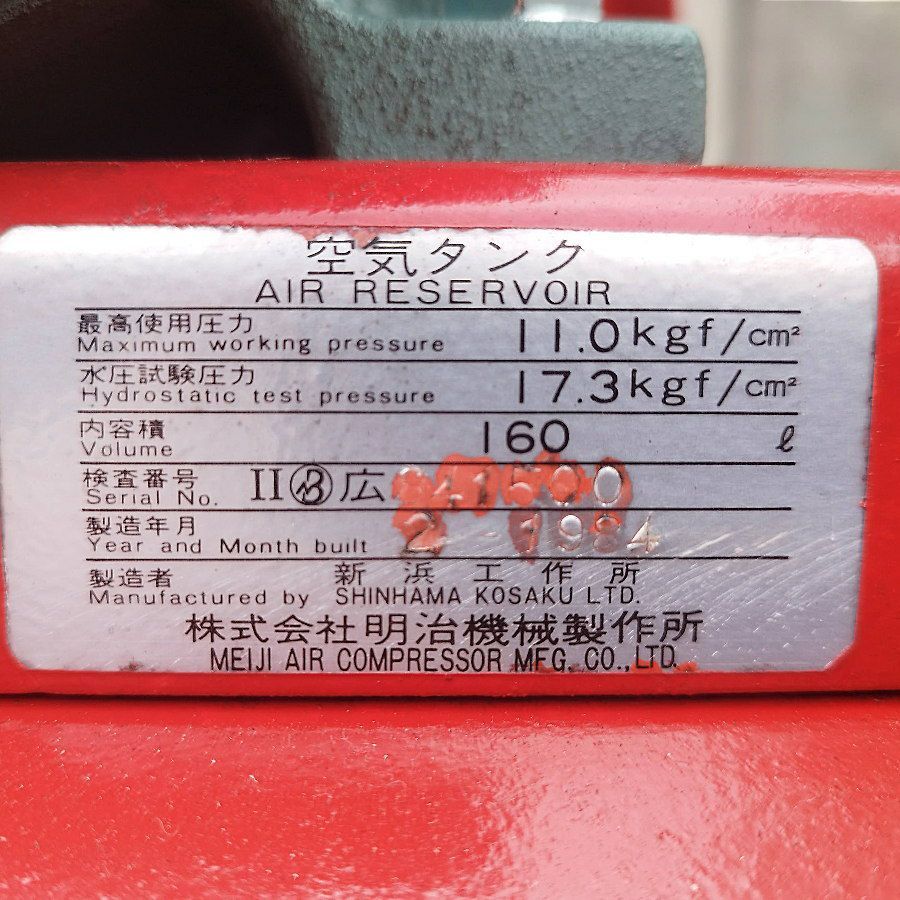 空気タンク
AIR RESERVOIR
最高使用圧力
Maximum working pressure 11.0kgf/cm²
水圧試験圧力
Hydrostatic test pressure 17.3kgf/cm²
内容積
Volume 160 ℓ
検査番号
Serial No. II 広
製造年月
Year and Month built 2 - 1984
製造者 新浜工作所
Manufactured by SHINHAMA KOSAKU LTD.
株式会社明治機械製作所
MEIJI AIR COMPRESSOR MFG. CO.,LTD.